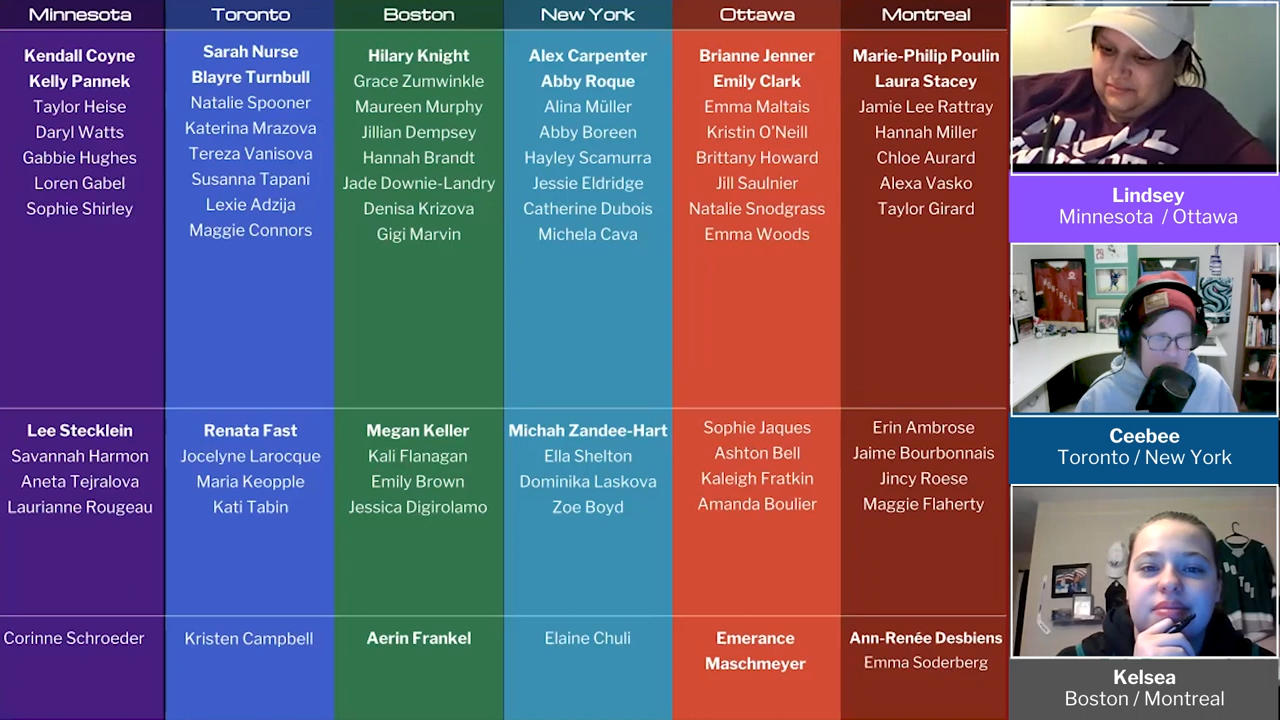 Minnesota
Kendall Coyne
Kelly Pannek
Taylor Heise
Daryl Watts
Gabbie Hughes
Loren Gabel
Sophie Shirley
Lee Stecklein
Savannah Harmon
Aneta Tejralova
Laurianne Rougeau
Corinne Schroeder
Toronto
Sarah Nurse
Blayre Turnbull
Natalie Spooner
Katerina Mrazova
Tereza Vanisova
Susanna Tapani
Lexie Adzija
Maggie Connors
Renata Fast
Jocelyne Larocque
Maria Keopple
Kati Tabin
Kristen Campbell
Boston
Hilary Knight
Grace Zumwinkle
Maureen Murphy
Jillian Dempsey
Hannah Brandt
Jade Downie-Landry
Denisa Krizova
Gigi Marvin
Megan Keller
Kali Flanagan
Emily Brown
Jessica Digirolamo
Aerin Frankel
New York
Alex Carpenter
Abby Roque
Alina Müller
Abby Boreen
Hayley Scamurra
Jessie Eldridge
Catherine Dubois
Michela Cava
Michah Zandee-Hart
Ella Shelton
Dominika Laskova
Zoe Boyd
Elaine Chuli
Ottawa
Brianne Jenner
Emily Clark
Emma Maltais
Kristin O'Neill
Brittany Howard
Jill Saulnier
Natalie Snodgrass
Emma Woods
Sophie Jaques
Ashton Bell
Kaleigh Fratkin
Amanda Boulier
Emerance
Maschmeyer
Montreal
Marie-Philip Poulin
Laura Stacey
Jamie Lee Rattray
Hannah Miller
Chloe Aurard
Alexa Vasko
Taylor Girard
Erin Ambrose
Jaime Bourbonnais
Jincy Roese
Maggie Flaherty
Ann-Renée Desbiens
Emma Soderberg
Lindsey
Minnesota / Ottawa
MONTREAL
Ceebee
Toronto / New York
Kelsea
Boston / Montreal